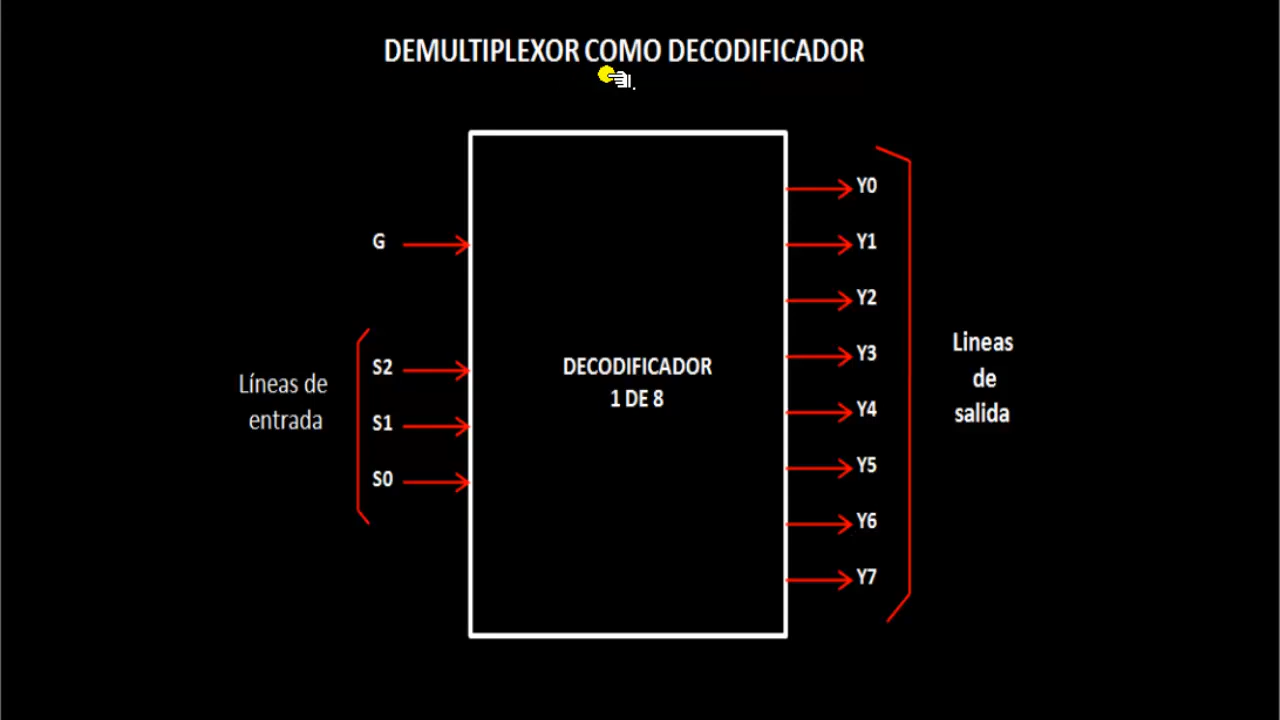 DEMULTIPLEXOR COMO DECODIFICADOR
G
Líneas de
entrada
S2
S1
S0
DECODIFICADOR
1 DE 8
Y0
Y1
Y2
Y3
Y4
Y5
Y6
Y7
Lineas
de
salida